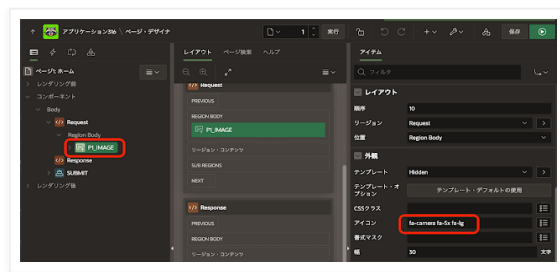 アプリケーション316 \ ページ・デザイナ
1
実行
保存
ページ1: ホーム
レンダリング前
コンポーネント
Body
Request
Region Body
P1_IMAGE
Response
SUBMIT
レンダリング後
レイアウト
ページ検索
ヘルプ
Request
PREVIOUS
REGION BODY
P1_IMAGE
リージョン・コンテンツ
SUB REGIONS
NEXT
Response
PREVIOUS
REGION BODY
リージョン・コンテンツ
アイテム
フィルタ
レイアウト
順序
10
リージョン
Request
位置
Region Body
外観
テンプレート
Hidden
テンプレート・オプション
テンプレート・デフォルトの使用
CSSクラス
アイコン
fa-camera fa-5x fa-lg
書式マスク
幅
30
文字